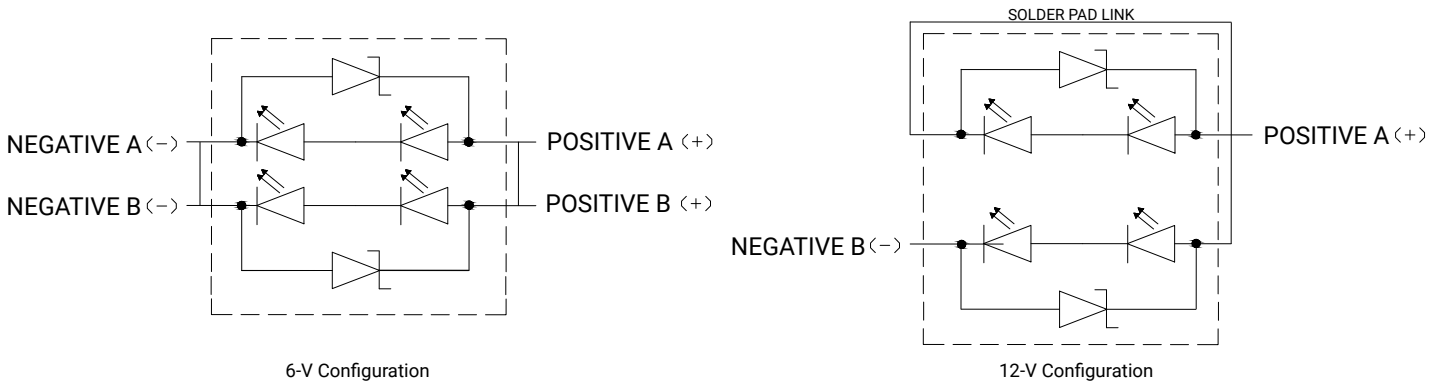 SOLDER PAD LINK
NEGATIVE A(−)
POSITIVE A (+)
NEGATIVE B(−)
POSITIVE B (+)
6-V Configuration
POSITIVE A(+)
NEGATIVE B(−)
12-V Configuration